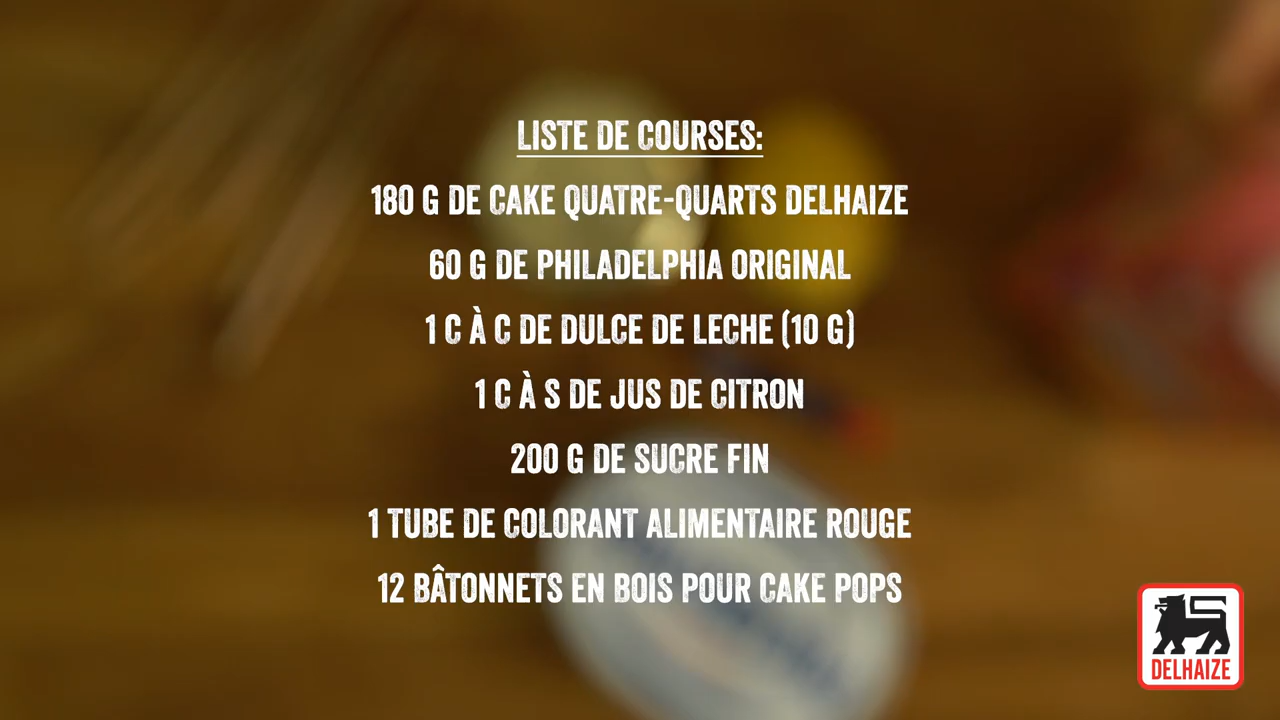 LISTE DE COURSES:
180 G DE CAKE QUATRE-QUARTS DELHAIZE
60 G DE PHILADELPHIA ORIGINAL
1 C À C DE DULCE DE LECHE (10 G)
1 C À S DE JUS DE CITRON
200 G DE SUCRE FIN
1 TUBE DE COLORANT ALIMENTAIRE ROUGE
12 BÂTONNETS EN BOIS POUR CAKE POPS
DELHAIZE